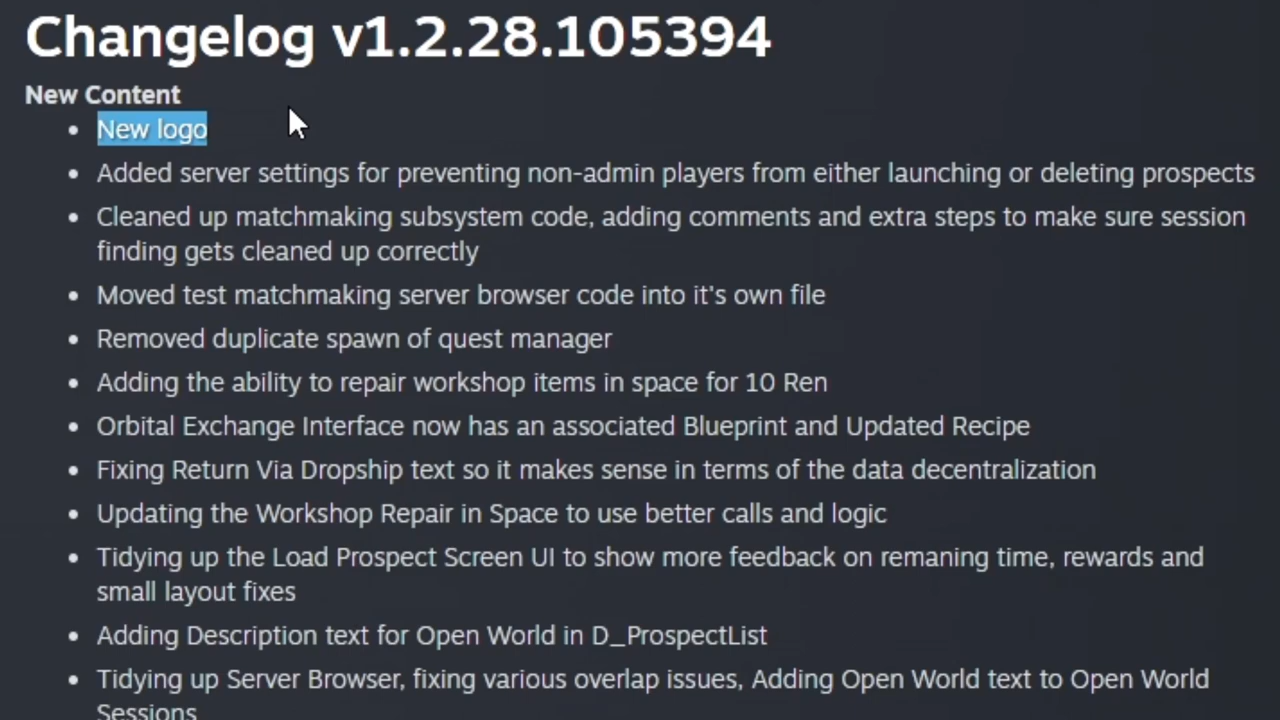 Changelog v1.2.28.105394
New Content
New logo
Added server settings for preventing non-admin players from either launching or deleting prospects
Cleaned up matchmaking subsystem code, adding comments and extra steps to make sure session
finding gets cleaned up correctly
Moved test matchmaking server browser code into it's own file
Removed duplicate spawn of quest manager
Adding the ability to repair workshop items in space for 10 Ren
Orbital Exchange Interface now has an associated Blueprint and Updated Recipe
Fixing Return Via Dropship text so it makes sense in terms of the data decentralization
Updating the Workshop Repair in Space to use better calls and logic
Tidying up the Load Prospect Screen UI to show more feedback on remaning time, rewards and
small layout fixes
Adding Description text for Open World in D_ProspectList
Tidying up Server Browser, fixing various overlap issues, Adding Open World text to Open World
Sessions